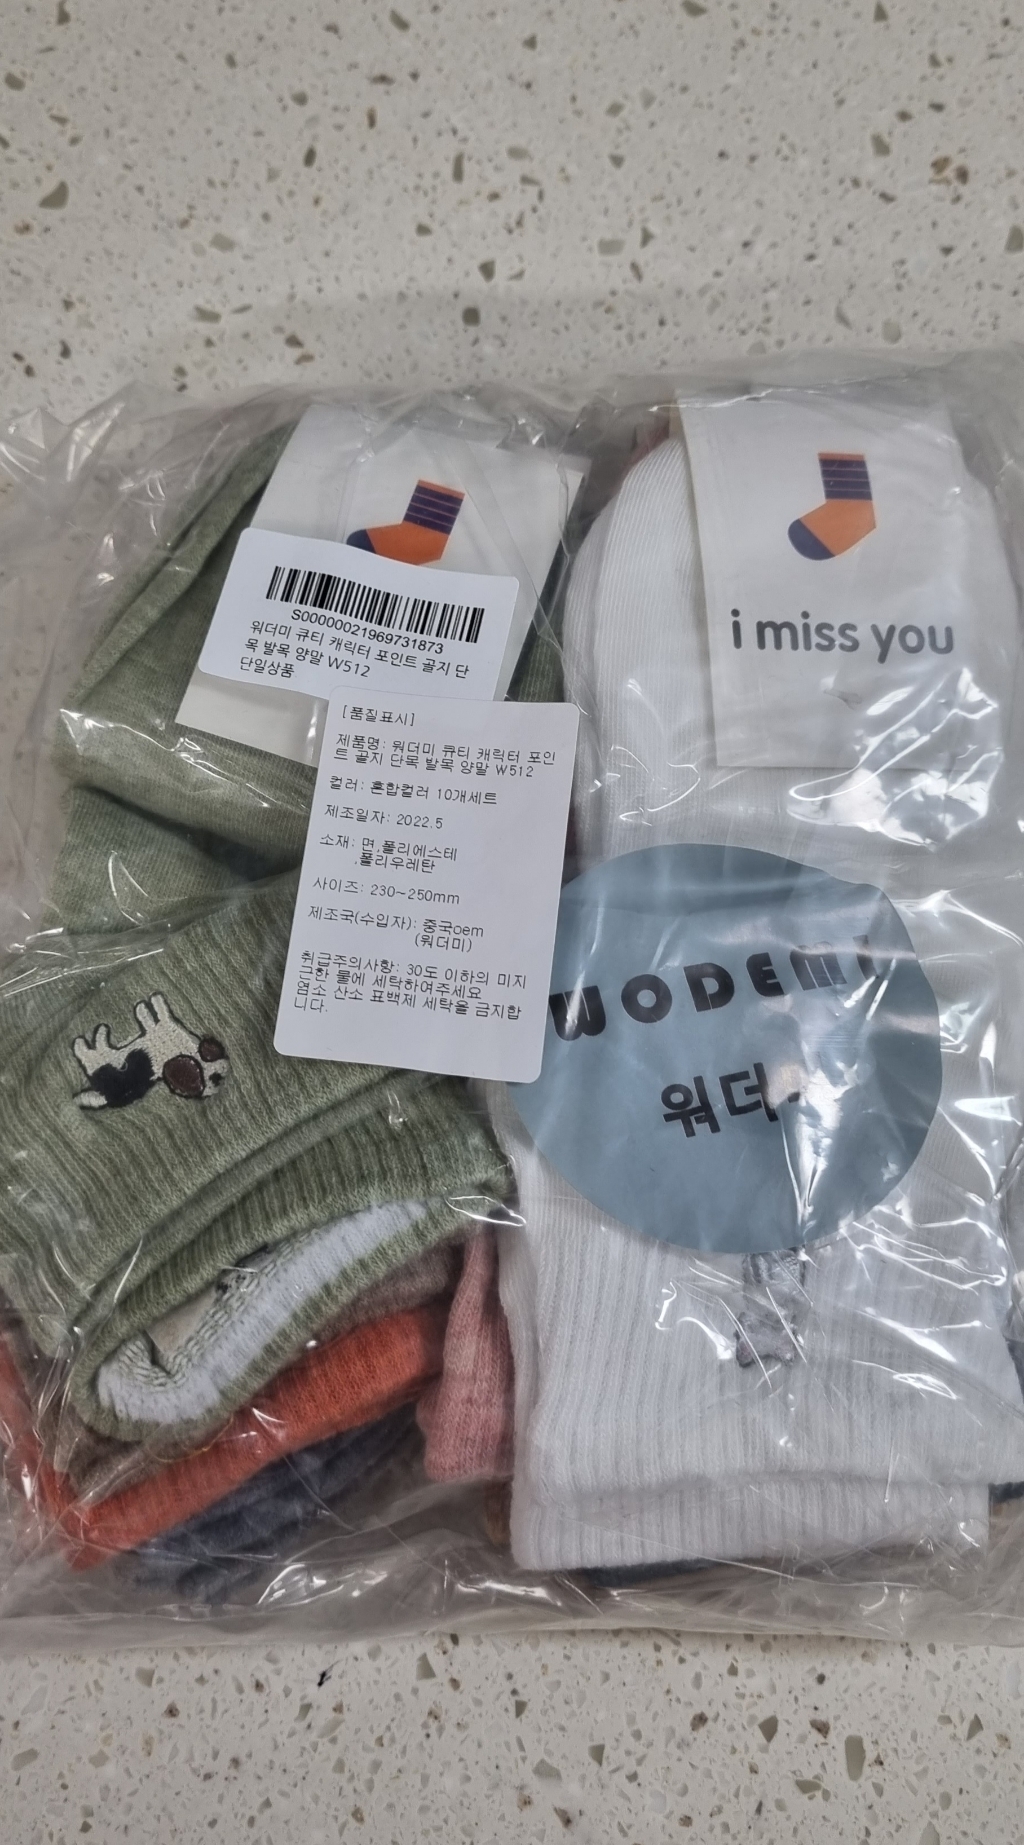 S00000021969731873
워더미 큐티 캐릭터 포인트 골지 단
목 발목 양말 W512
단일상품
i miss you
[품질표시]
제품명: 워더미 큐티 캐릭터 포인
트 골지 단목 발목 양말 W512
컬러: 혼합컬러 10개세트
제조일자: 2022.5
소재: 면,폴리에스테
,폴리우레탄
사이즈: 230~250mm
제조국(수입자): 중국oem
(워더미)
취급주의사항: 30도 이하의 미지
근한 물에 세탁하여주세요
염소 산소 표백제 세탁을 금지합
니다.
WODEMI